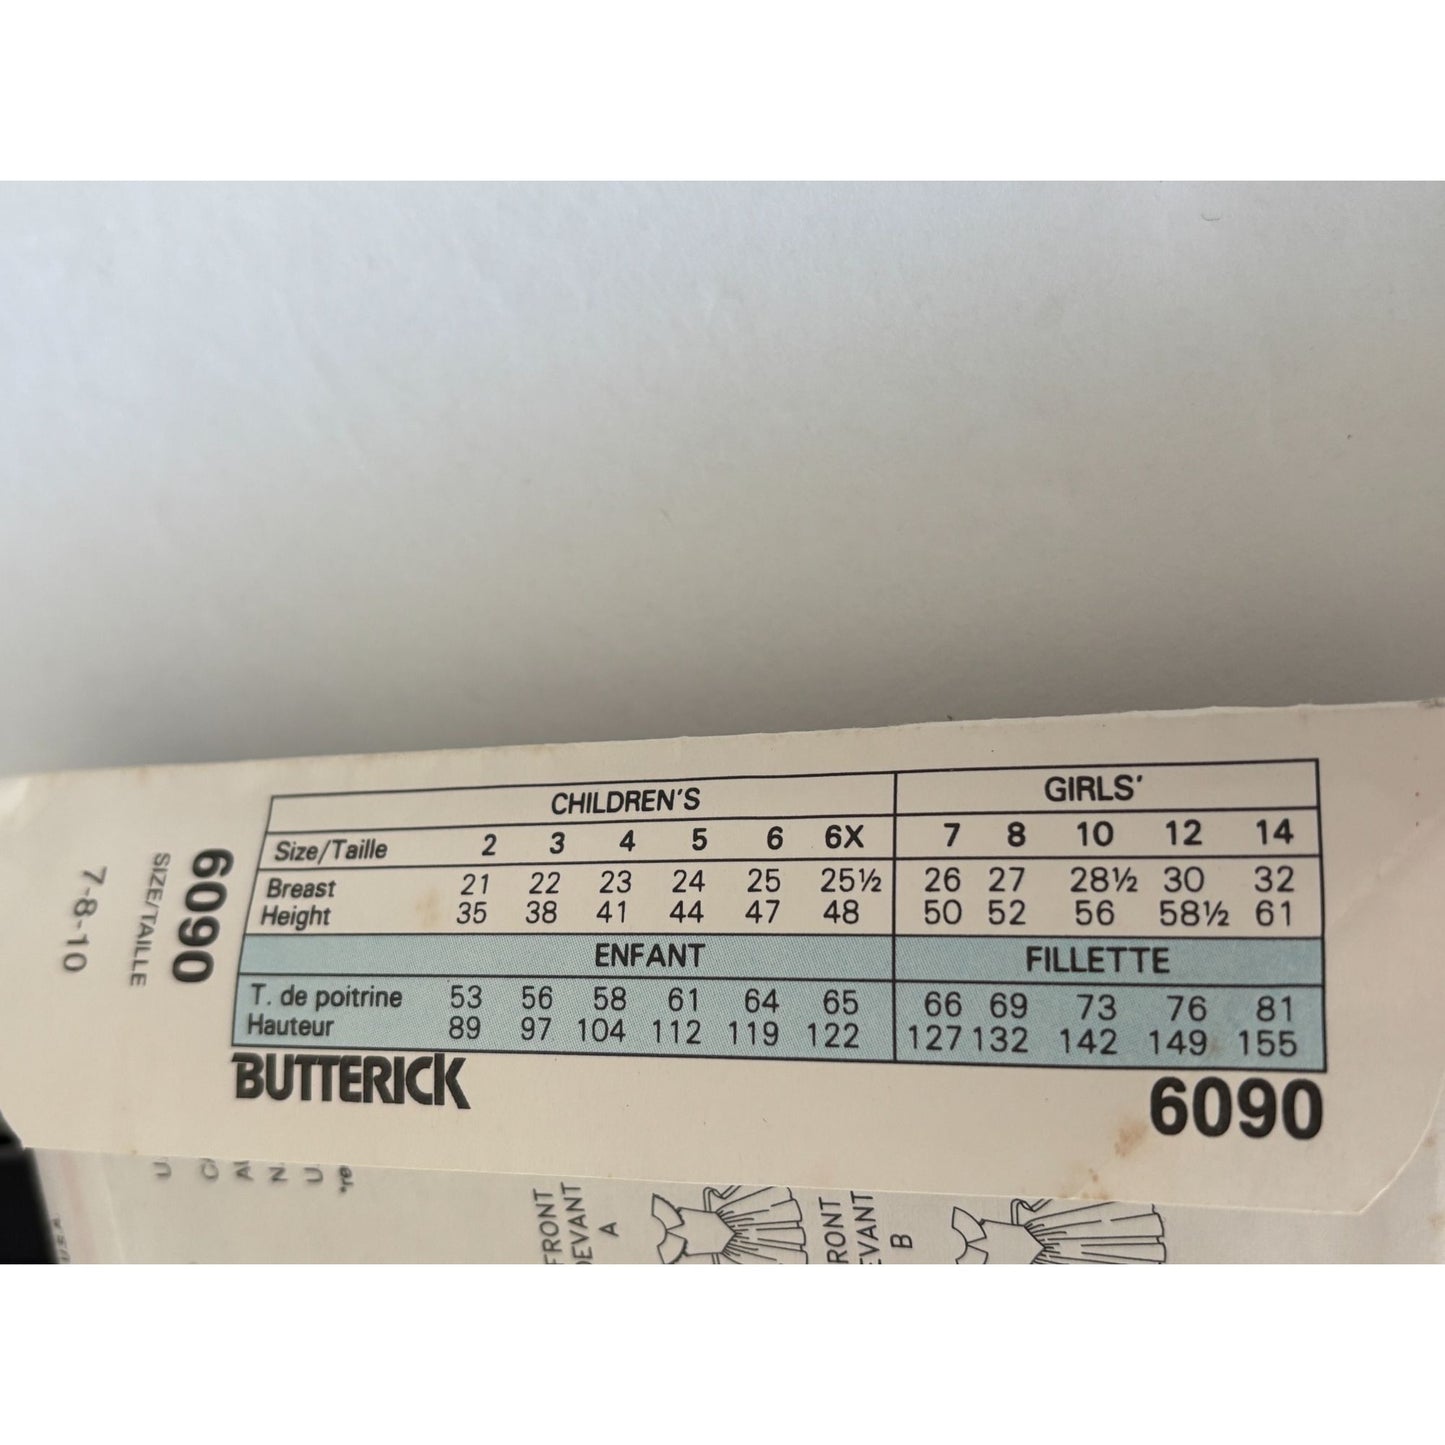 CHILDREN'S GIRLS'
Size/Taille 2 3 4 5 6 6X 7 8 10 12 14
Breast 21 22 23 24 25 25½ 26 27 28½ 30 32
Height 35 38 41 44 47 48 50 52 56 58½ 61
ENFANT FILLETTE
T. de poitrine 53 56 58 61 64 65 66 69 73 76 81
Hauteur 89 97 104 112 119 122 127 132 142 149 155
BUTTERICK 6090
6090
SIZE/TAILLE
7-8-10
FRONT
DEVANT
A
B